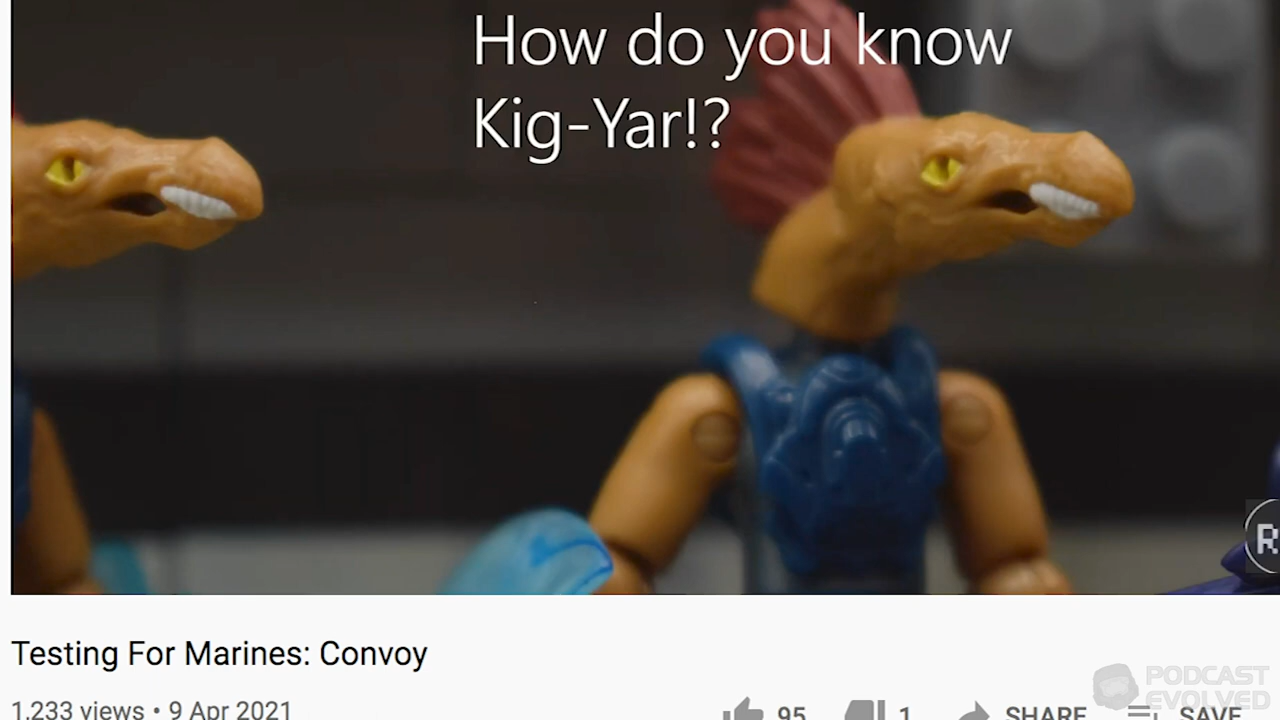 How do you know
Kig-Yar!?
R
Testing For Marines: Convoy
1,233 views • 9 Apr 2021
95
1
SHARE
SAVE
PODCAST
EVOLVED